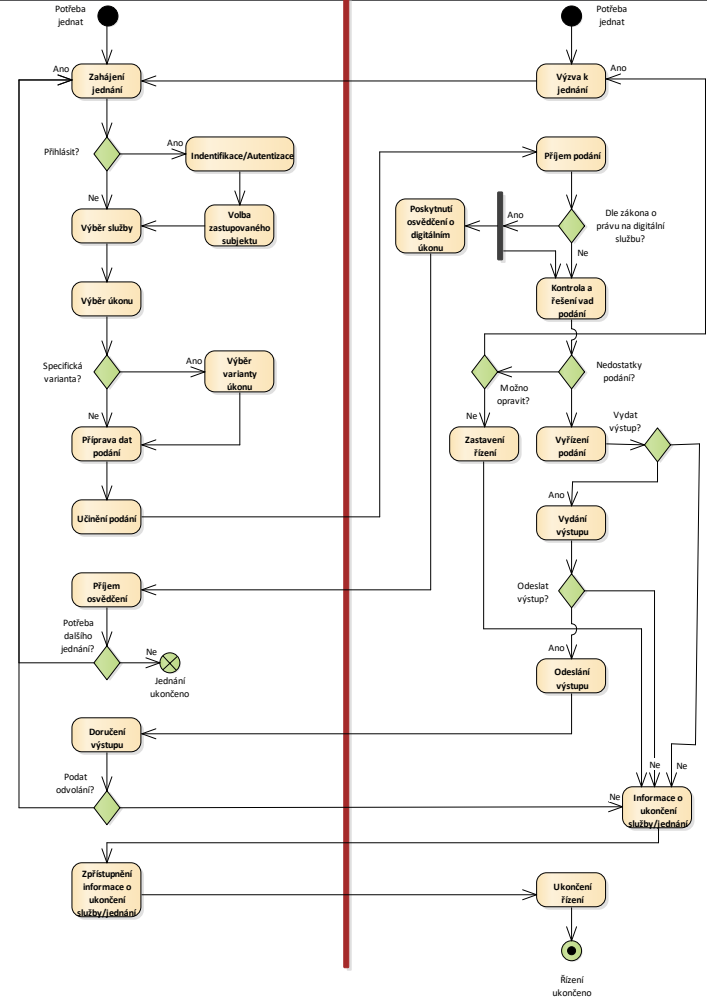 Potřeba
jednat
Ano
Zahájení
jednání
Přihlásit?
Ano
Indentifikace/Autentizace
Ne
Výběr služby
Volba
zastupovaného
subjektu
Výběr úkonu
Specifická
varianta?
Ano
Výběr
varianty
úkonu
Ne
Příprava dat
podání
Učinění podání
Příjem
osvědčení
Potřeba
dalšího
jednání?
Ne
Jednání
ukončeno
Doručení
výstupu
Podat
odvolání?
Zpřístupnění
informace o
ukončení
služby/jednání
Potřeba
jednat
Výzva k
jednání
Ano
Příjem podání
Poskytnutí
osvědčení o
digitálním
úkonu
Ano
Dle zákona o
právu na digitální
službu?
Ne
Kontrola a
řešení vad
podání
Nedostatky
podání?
Možno
opravit?
Ne
Zastavení
řízení
Vyřízení
podání
Vydat
výstup?
Ano
Vydání
výstupu
Odeslat
výstup?
Ano
Odeslání
výstupu
Ne
Ne
Ne
Informace o
ukončení
služby/jednání
Ukončení
řízení
Řízení
ukončeno